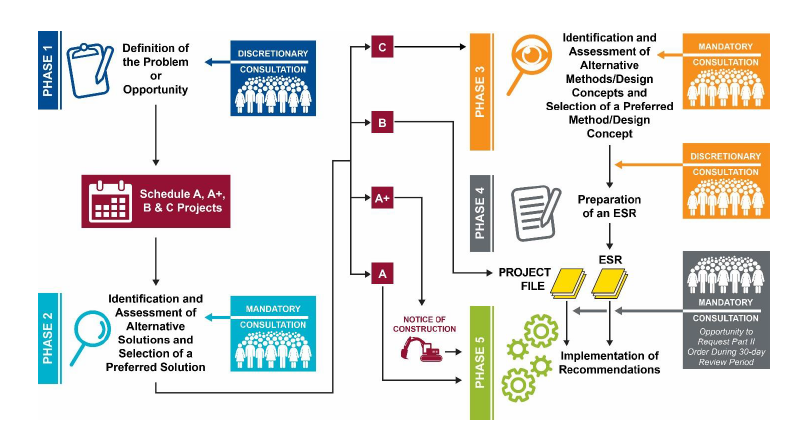 PHASE 1
Definition of
the Problem
or
Opportunity
DISCRETIONARY
CONSULTATION
Schedule A, A+,
B & C Projects
PHASE 2
Identification and
Assessment of
Alternative
Solutions and
Selection of a
Preferred Solution
MANDATORY
CONSULTATION
C
B
A+
A
NOTICE OF
CONSTRUCTION
PHASE 3
Identification and
Assessment of
Alternative
Methods/Design
Concepts and
Selection of a Preferred
Method/Design
Concept
MANDATORY
CONSULTATION
DISCRETIONARY
CONSULTATION
PHASE 4
Preparation
of an ESR
PROJECT
FILE
ESR
MANDATORY
CONSULTATION
Opportunity to
Request Part II
Order During 30-day
Review Period
PHASE 5
Implementation of
Recommendations